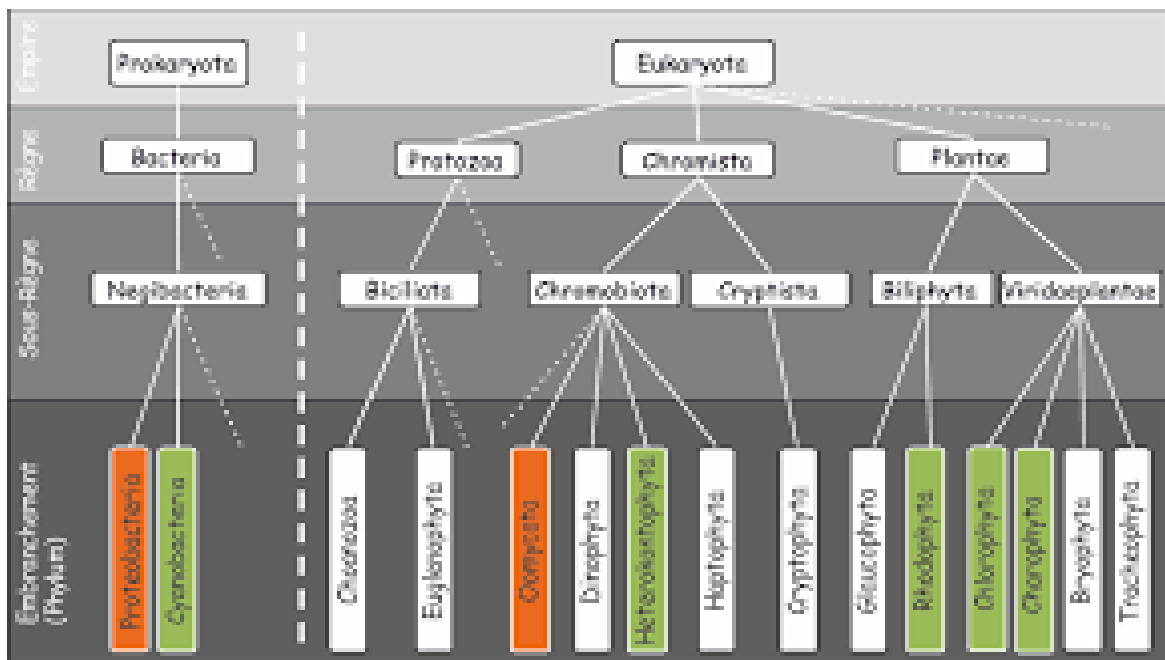 Empire
Prokaryota
Eukaryota
Règne
Bacteria
Protozoa
Chromista
Plantae
Sous-Règne
Negibacteria
Biciliata
Chromobiota
Cryptista
Biliphyta
Viridaeplantae
Embranchement
(Phylum)
Proteobacteria
Cyanobacteria
Choanozoa
Euglenophyta
Oomycota
Dinophyta
Heterokontophyta
Haptophyta
Cryptophyta
Glaucophyta
Rhodophyta
Chlorophyta
Charophyta
Bryophyta
Tracheophyta